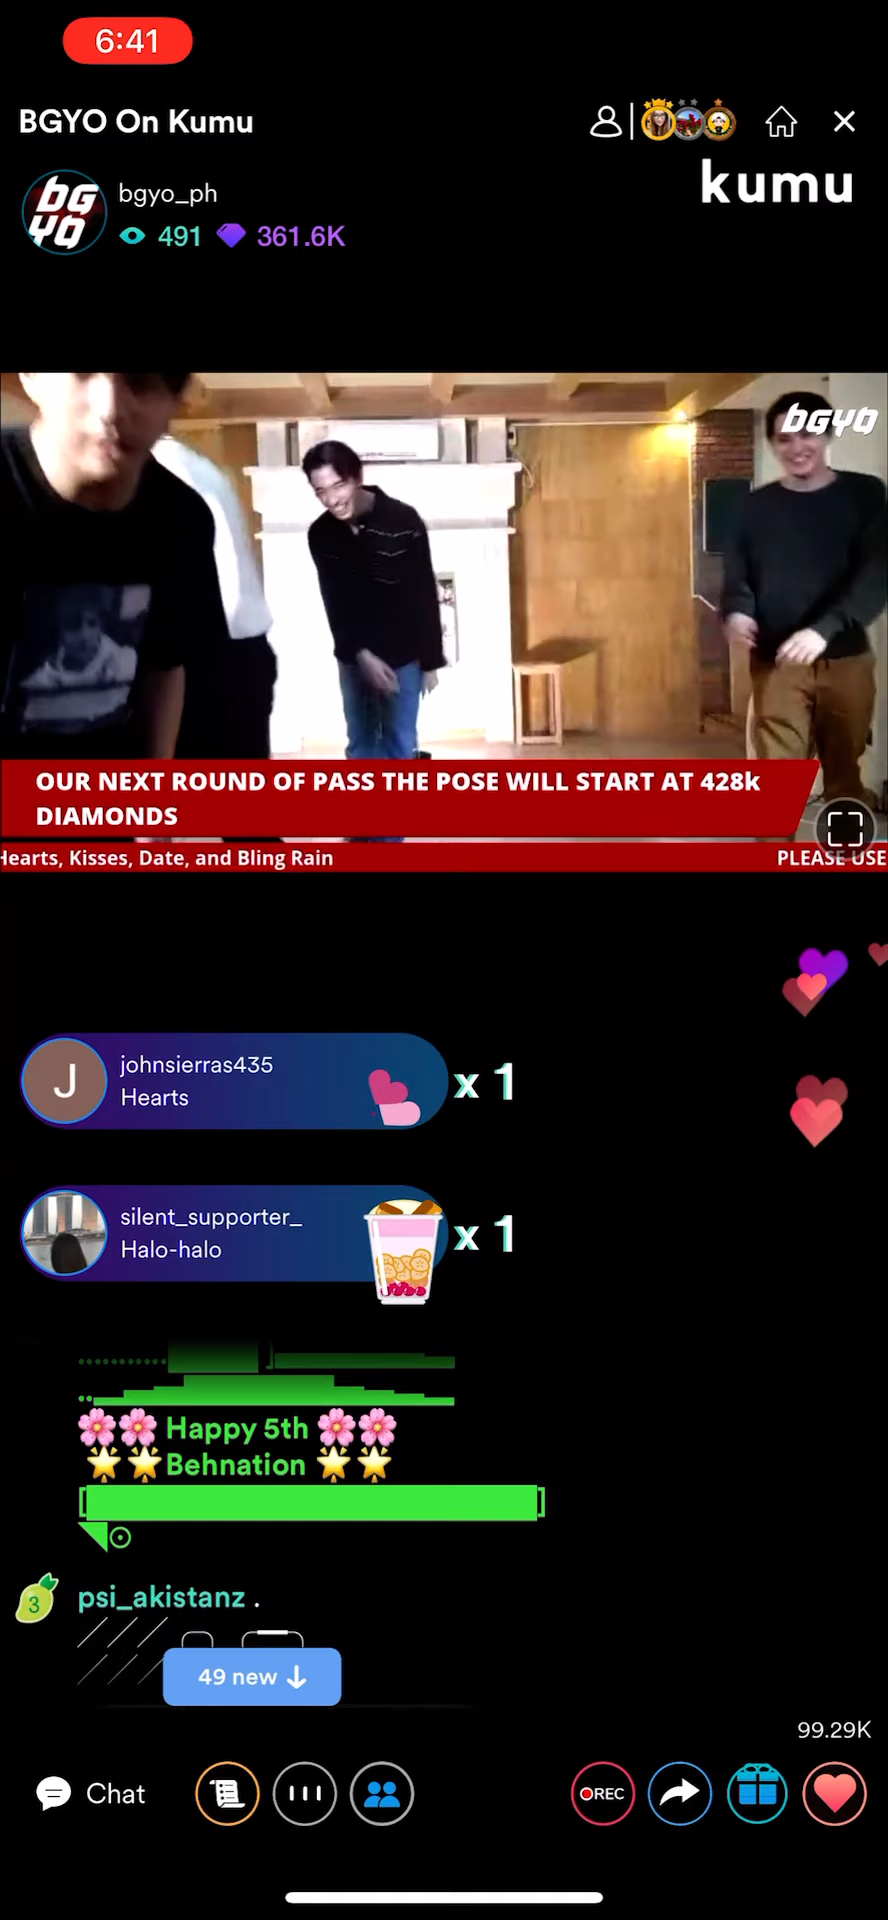 6:41
BGYO On Kumu
kumu
bgyo_ph
491 361.6K
BGYO
BGYO
OUR NEXT ROUND OF PASS THE POSE WILL START AT 428k
DIAMONDS
Hearts, Kisses, Date, and Bling Rain
PLEASE USE
J
johnsierras435
Hearts
x 1
silent_supporter_
Halo-halo
x 1
Happy 5th
Behnation
3
psi_akistanz .
49 new
99.29K
Chat
REC